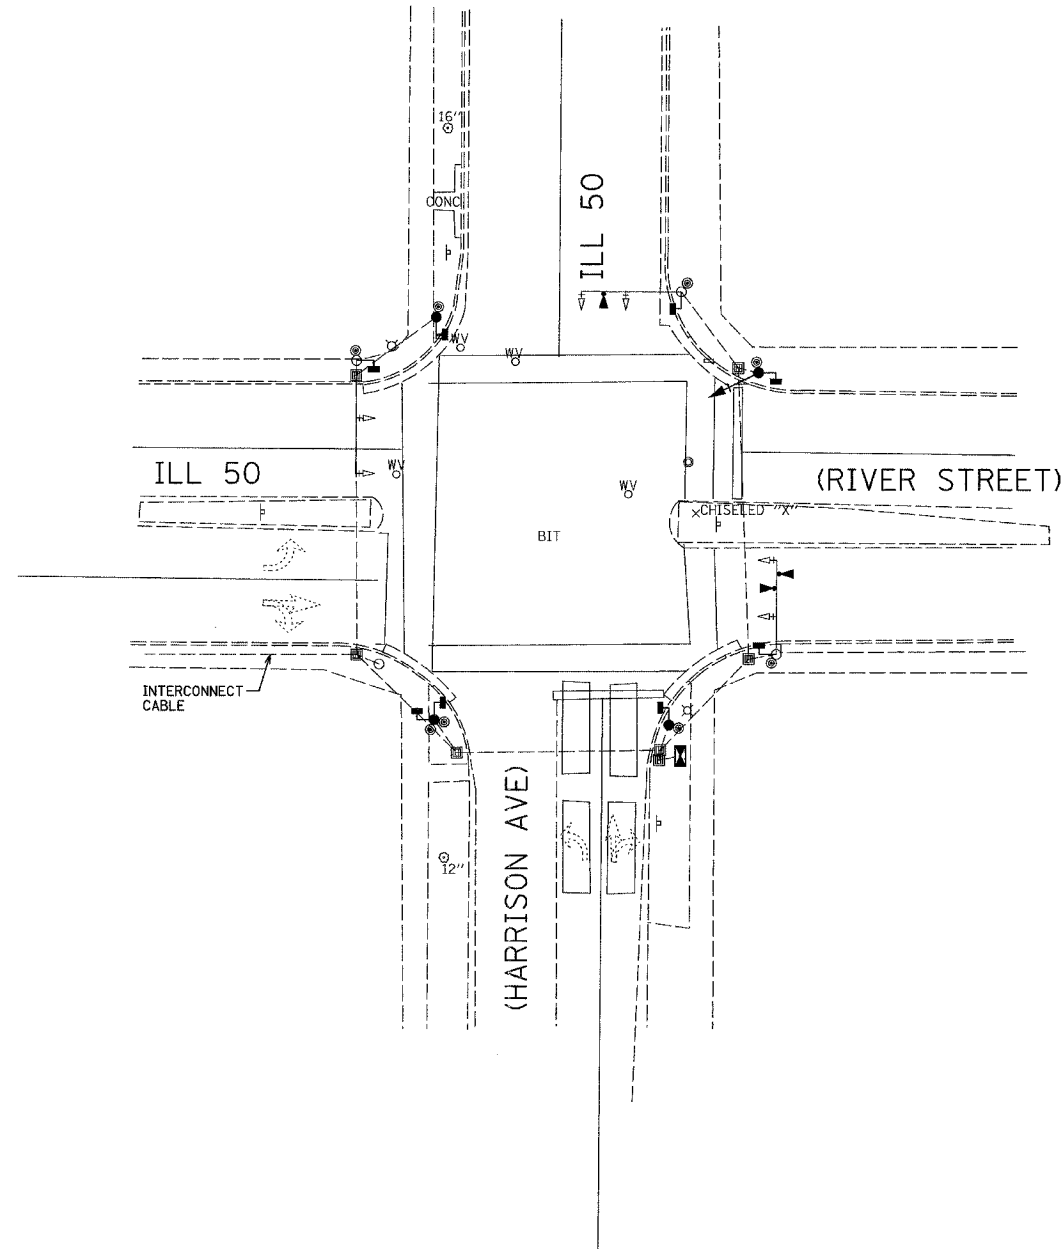 16"
CONC
ILL 50
WV
WV
ILL 50
WV
(RIVER STREET)
WV
CHISELED "X"
BIT
INTERCONNECT
CABLE
(HARRISON AVE)
12"